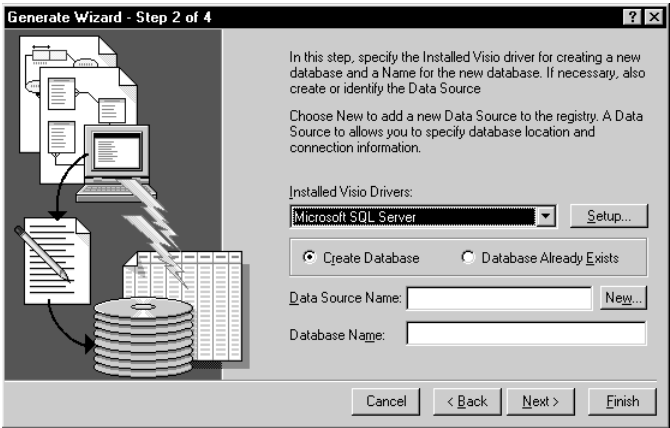 Generate Wizard - Step 2 of 4
In this step, specify the Installed Visio driver for creating a new
database and a Name for the new database. If necessary, also
create or identify the Data Source
Choose New to add a new Data Source to the registry. A Data
Source to allows you to specify database location and
connection information.
Installed Visio Drivers:
Microsoft SQL Server
Setup...
Create Database
Database Already Exists
Data Source Name:
New...
Database Name:
Cancel
< Back
Next >
Finish